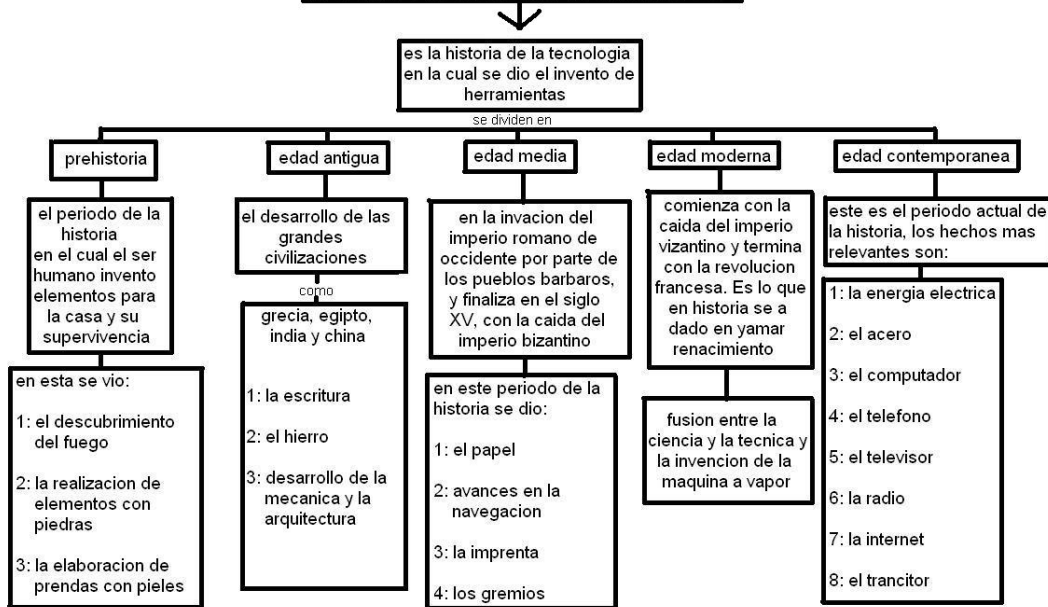 es la historia de la tecnologia
en la cual se dio el invento de
herramientas
se dividen en
prehistoria
el periodo de la
historia
en el cual el ser
humano invento
elementos para
la casa y su
supervivencia
en esta se vio:
1: el descubrimiento
del fuego
2: la realizacion de
elementos con
piedras
3: la elaboracion de
prendas con pieles
edad antigua
el desarrollo de las
grandes
civilizaciones
como
grecia, egipto,
india y china
1: la escritura
2: el hierro
3: desarrollo de la
mecanica y la
arquitectura
edad media
en la invacion del
imperio romano de
occidente por parte de
los pueblos barbaros,
y finaliza en el siglo
XV, con la caida del
imperio bizantino
en este periodo de la
historia se dio:
1: el papel
2: avances en la
navegacion
3: la imprenta
4: los gremios
edad moderna
comienza con la
caida del imperio
vizantino y termina
con la revolucion
francesa. Es lo que
en historia se a
dado en yamar
renacimiento
fusion entre la
ciencia y la tecnica y
la invencion de la
maquina a vapor
edad contemporanea
este es el periodo actual de
la historia, los hechos mas
relevantes son:
1: la energia electrica
2: el acero
3: el computador
4: el telefono
5: el televisor
6: la radio
7: la internet
8: el trancitor